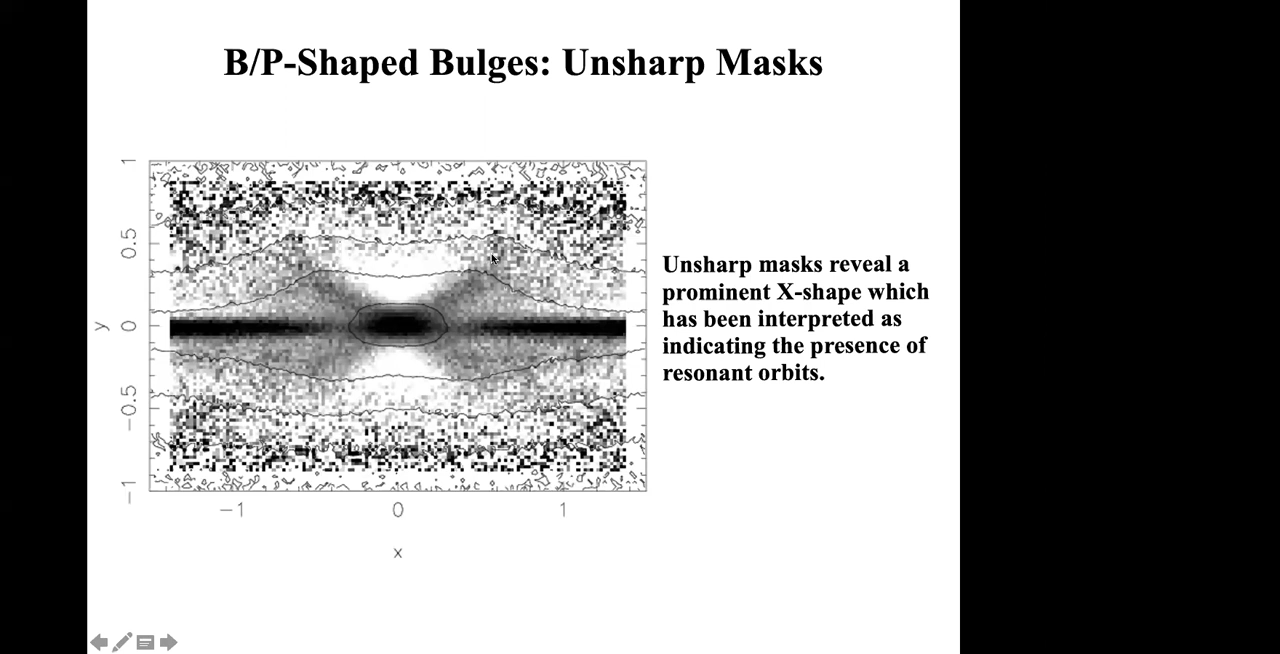 B/P-Shaped Bulges: Unsharp Masks
1
0.5
y
0
−0.5
−1
−1 0 1
x
Unsharp masks reveal a
prominent X-shape which
has been interpreted as
indicating the presence of
resonant orbits.